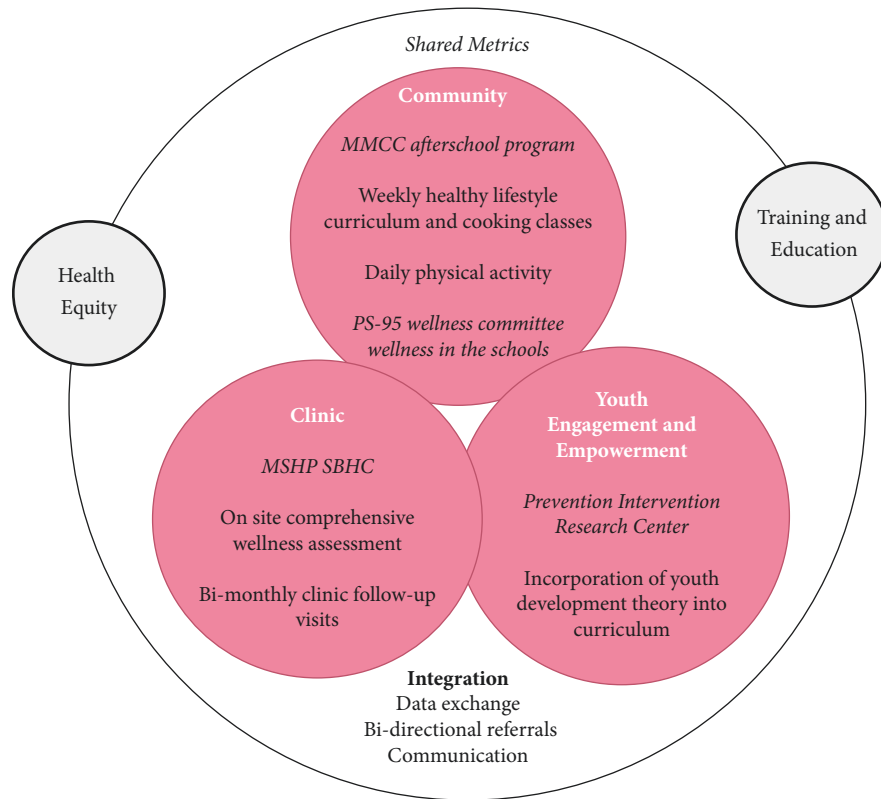 Shared Metrics
Community
MMCC afterschool program
Weekly healthy lifestyle
curriculum and cooking classes
Daily physical activity
PS-95 wellness committee
wellness in the schools
Training and
Education
Health
Equity
Clinic
MSHP SBHC
On site comprehensive
wellness assessment
Bi-monthly clinic follow-up
visits
Youth
Engagement and
Empowerment
Prevention Intervention
Research Center
Incorporation of youth
development theory into
curriculum
Integration
Data exchange
Bi-directional referrals
Communication